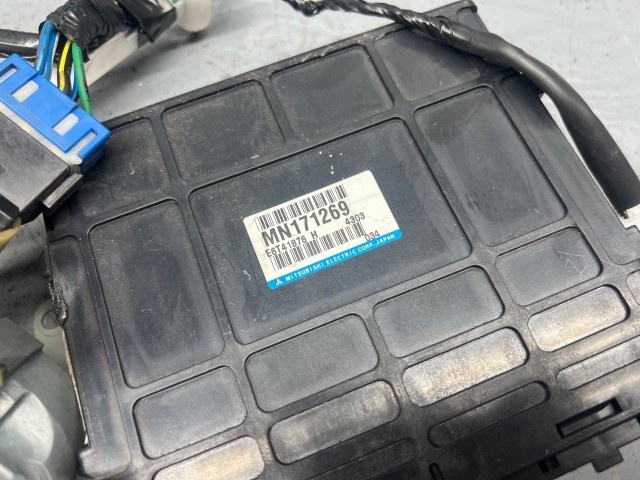 MN171269
E6T41876 H 4303
034
MITSUBISHI ELECTRIC CORP. JAPAN